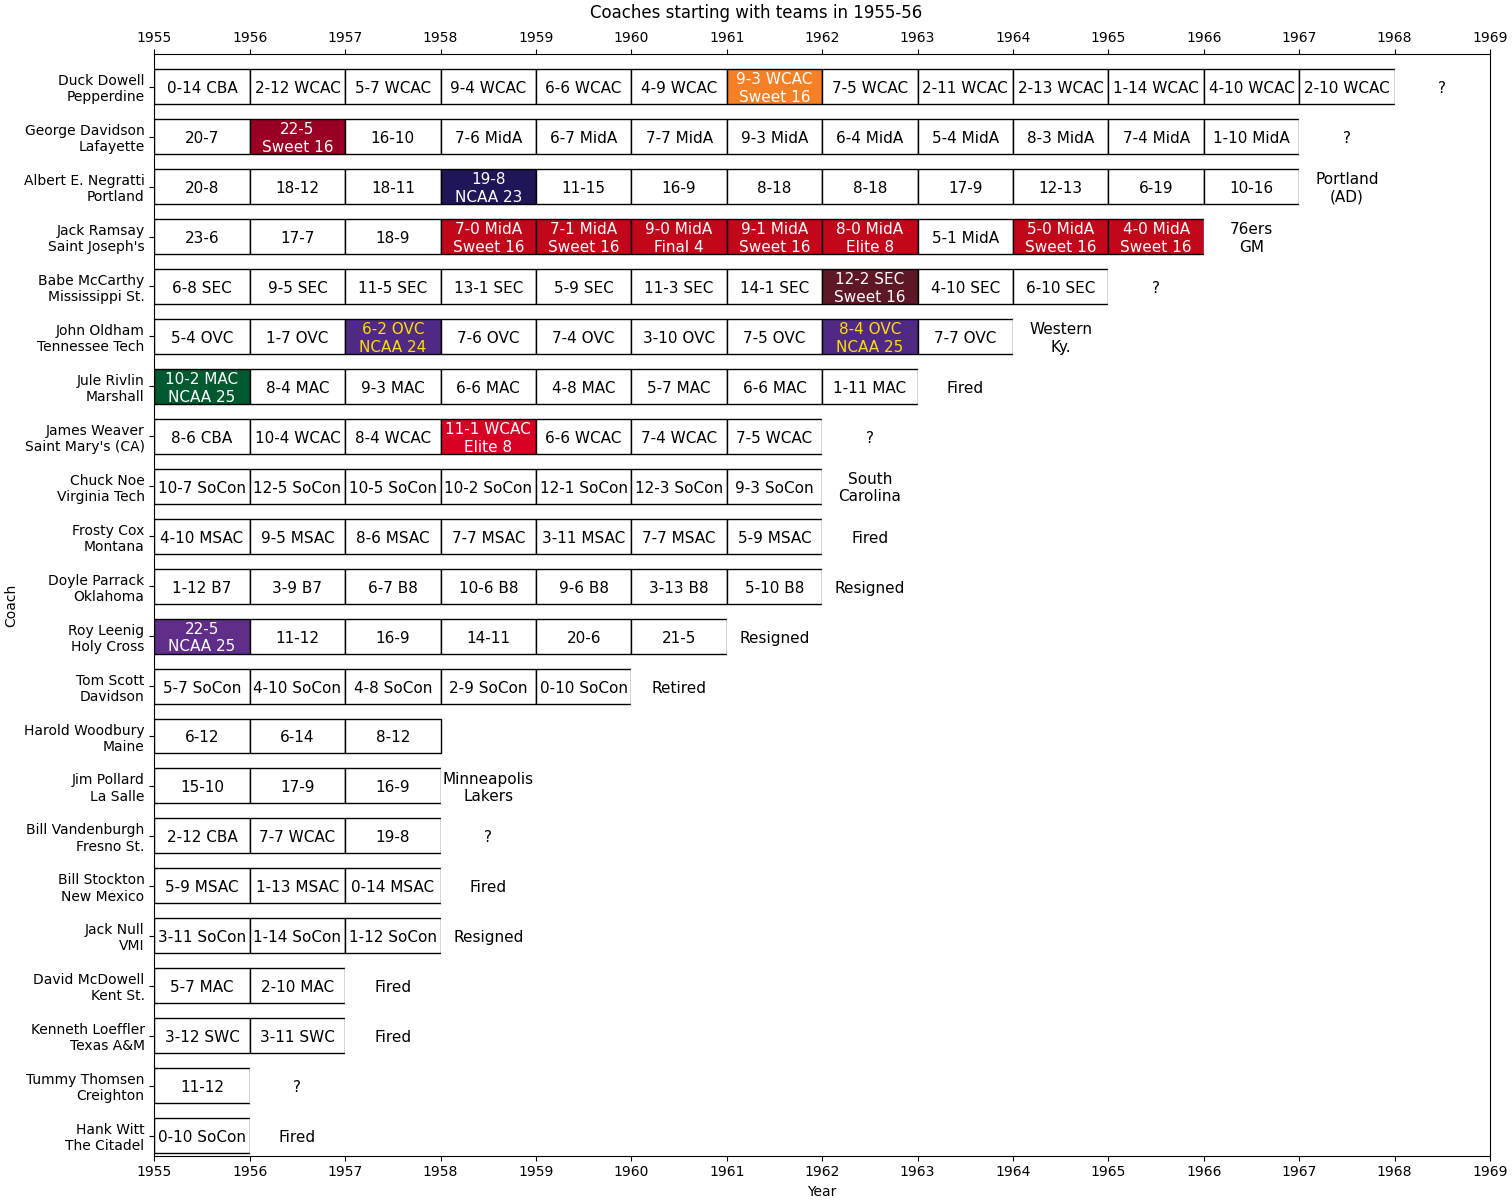 Coaches starting with teams in 1955-56
1955 1956 1957 1958 1959 1960 1961 1962 1963 1964 1965 1966 1967 1968 1969
Duck Dowell
Pepperdine
0-14 CBA 2-12 WCAC 5-7 WCAC 9-4 WCAC 6-6 WCAC 4-9 WCAC 9-3 WCAC Sweet 16 7-5 WCAC 2-11 WCAC 2-13 WCAC 1-14 WCAC 4-10 WCAC 2-10 WCAC ?
George Davidson
Lafayette
20-7 22-5 Sweet 16 16-10 7-6 MidA 6-7 MidA 7-7 MidA 9-3 MidA 6-4 MidA 5-4 MidA 8-3 MidA 7-4 MidA 1-10 MidA ?
Albert E. Negratti
Portland
20-8 18-12 18-11 19-8 NCAA 23 11-15 16-9 8-18 8-18 17-9 12-13 6-19 10-16 Portland (AD)
Jack Ramsay
Saint Joseph's
23-6 17-7 18-9 7-0 MidA Sweet 16 7-1 MidA Sweet 16 9-0 MidA Final 4 9-1 MidA Sweet 16 8-0 MidA Elite 8 5-1 MidA 5-0 MidA Sweet 16 4-0 MidA Sweet 16 76ers GM
Babe McCarthy
Mississippi St.
6-8 SEC 9-5 SEC 11-5 SEC 13-1 SEC 5-9 SEC 11-3 SEC 14-1 SEC 12-2 SEC Sweet 16 4-10 SEC 6-10 SEC ?
John Oldham
Tennessee Tech
5-4 OVC 1-7 OVC 6-2 OVC NCAA 24 7-6 OVC 7-4 OVC 3-10 OVC 7-5 OVC 8-4 OVC NCAA 25 7-7 OVC Western Ky.
Jule Rivlin
Marshall
10-2 MAC NCAA 25 8-4 MAC 9-3 MAC 6-6 MAC 4-8 MAC 5-7 MAC 6-6 MAC 1-11 MAC Fired
James Weaver
Saint Mary's (CA)
8-6 CBA 10-4 WCAC 8-4 WCAC 11-1 WCAC Elite 8 6-6 WCAC 7-4 WCAC 7-5 WCAC ?
Chuck Noe
Virginia Tech
10-7 SoCon 12-5 SoCon 10-5 SoCon 10-2 SoCon 12-1 SoCon 12-3 SoCon 9-3 SoCon South Carolina
Frosty Cox
Montana
4-10 MSAC 9-5 MSAC 8-6 MSAC 7-7 MSAC 3-11 MSAC 7-7 MSAC 5-9 MSAC Fired
Doyle Parrack
Oklahoma
1-12 B7 3-9 B7 6-7 B8 10-6 B8 9-6 B8 3-13 B8 5-10 B8 Resigned
Roy Leenig
Holy Cross
22-5 NCAA 25 11-12 16-9 14-11 20-6 21-5 Resigned
Tom Scott
Davidson
5-7 SoCon 4-10 SoCon 4-8 SoCon 2-9 SoCon 0-10 SoCon Retired
Harold Woodbury
Maine
6-12 6-14 8-12
Jim Pollard
La Salle
15-10 17-9 16-9 Minneapolis Lakers
Bill Vandenburgh
Fresno St.
2-12 CBA 7-7 WCAC 19-8 ?
Bill Stockton
New Mexico
5-9 MSAC 1-13 MSAC 0-14 MSAC Fired
Jack Null
VMI
3-11 SoCon 1-14 SoCon 1-12 SoCon Resigned
David McDowell
Kent St.
5-7 MAC 2-10 MAC Fired
Kenneth Loeffler
Texas A&M
3-12 SWC 3-11 SWC Fired
Tummy Thomsen
Creighton
11-12 ?
Hank Witt
The Citadel
0-10 SoCon Fired
Coach
1955 1956 1957 1958 1959 1960 1961 1962 1963 1964 1965 1966 1967 1968 1969
Year